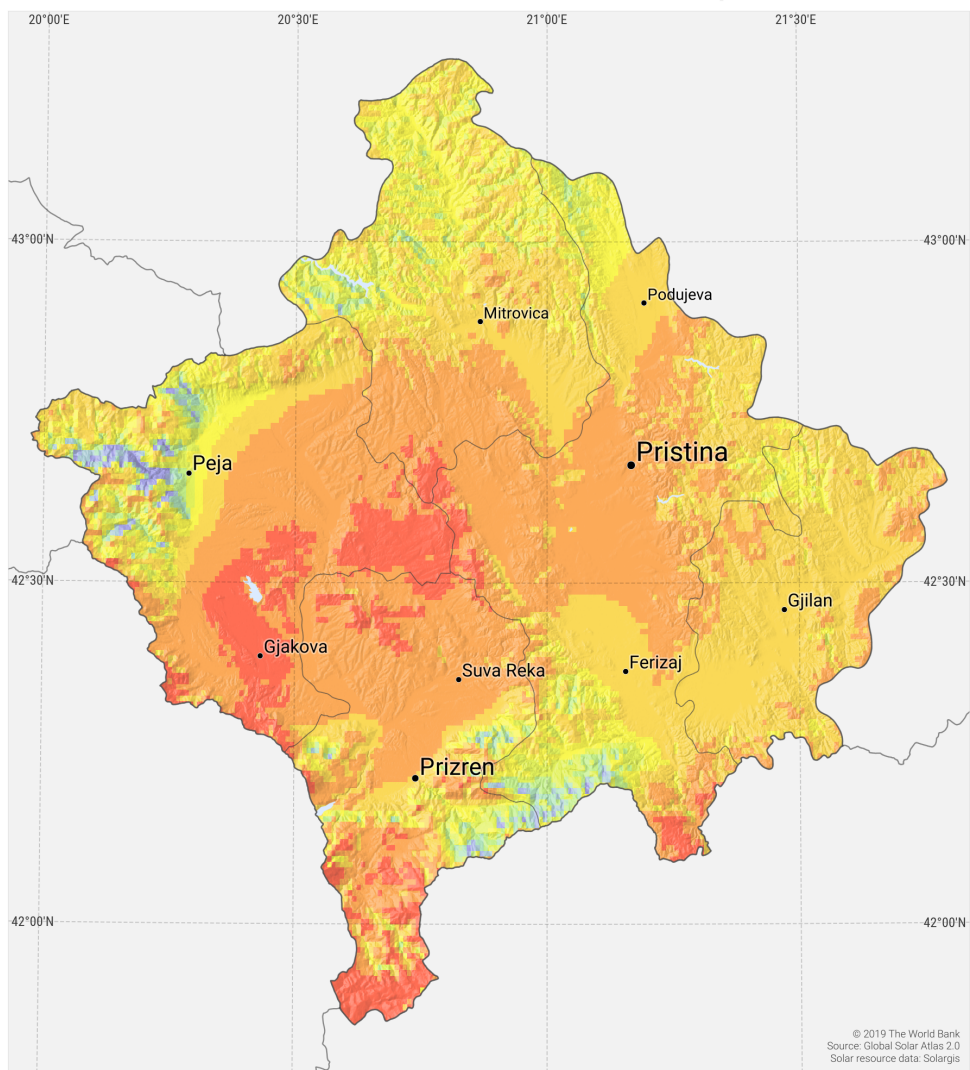 20°00'E
20°30'E
21°00'E
21°30'E
43°00'N
43°00'N
Podujeva
Mitrovica
Pristina
Peja
42°30'N
42°30'N
Gjilan
Gjakova
Ferizaj
Suva Reka
Prizren
42°00'N
42°00'N
© 2019 The World Bank
Source: Global Solar Atlas 2.0
Solar resource data: Solargis